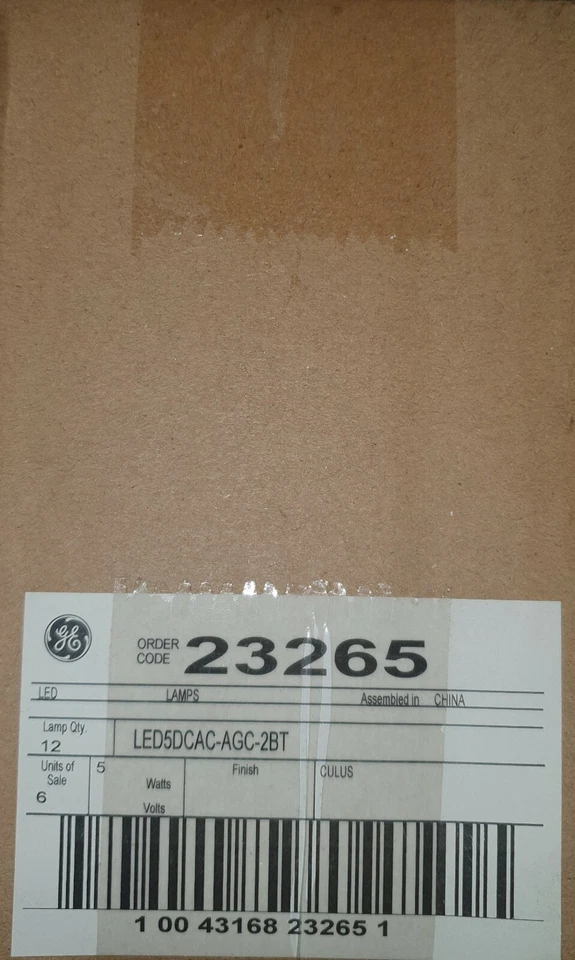 GE
ORDER CODE 23265
LED LAMPS Assembled in CHINA
Lamp Qty.
12
LED5DCAC-AGC-2BT
Units of Sale
6
5
Watts
Volts
Finish
CULUS
1 00 43168 23265 1